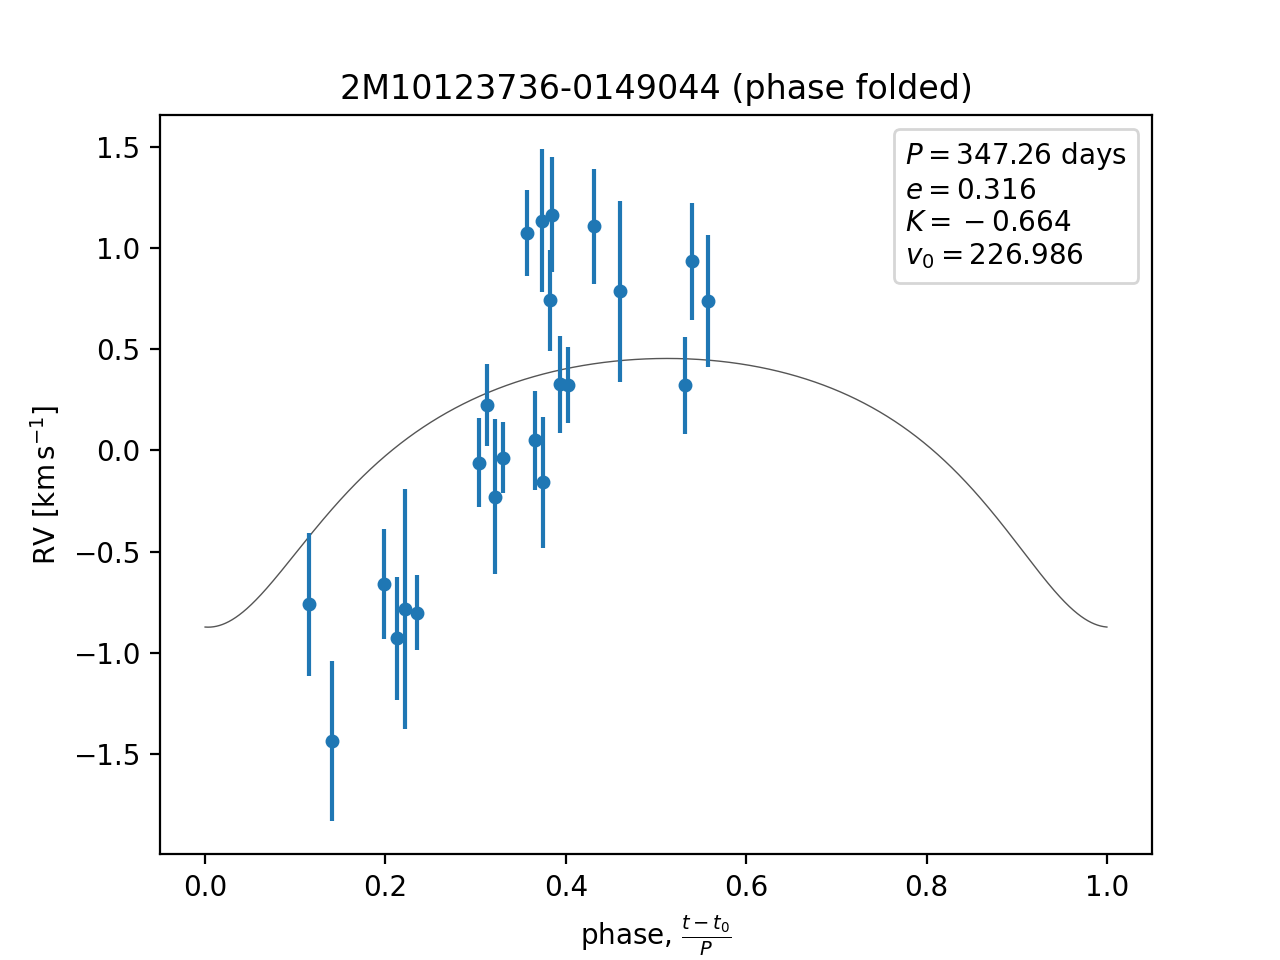 2M10123736-0149044 (phase folded)
P = 347.26 days
e = 0.316
K = −0.664
v₀ = 226.986
1.5
1.0
0.5
0.0
−0.5
−1.0
−1.5
RV [km s⁻¹]
0.0 0.2 0.4 0.6 0.8 1.0
phase, (t − t₀)/P